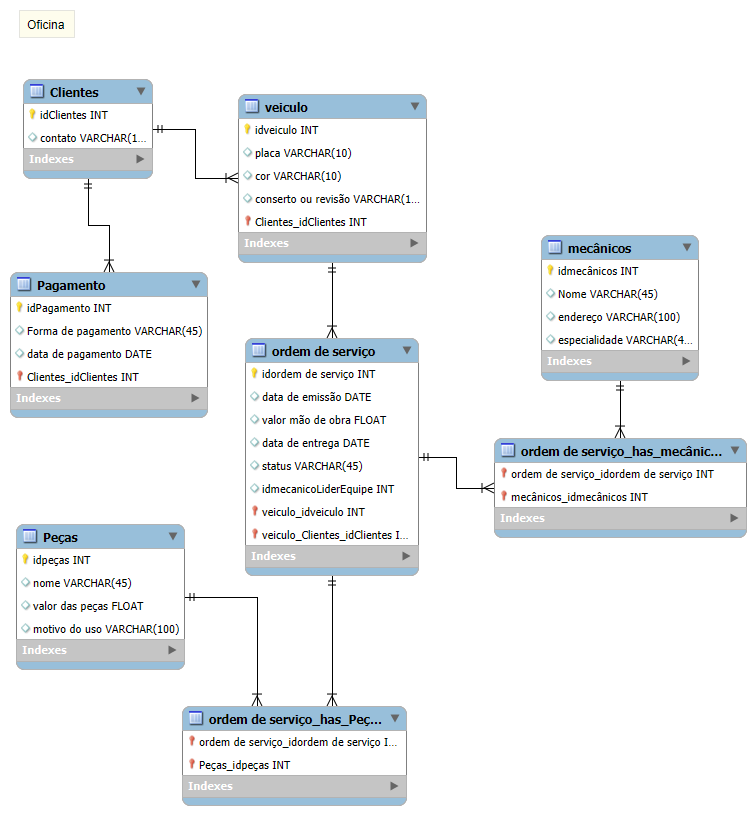 Oficina
Clientes
idClientes INT
contato VARCHAR(1...
Indexes
veiculo
idveiculo INT
placa VARCHAR(10)
cor VARCHAR(10)
conserto ou revisão VARCHAR(1...
Clientes_idClientes INT
Indexes
mecânicos
idmecânicos INT
Nome VARCHAR(45)
endereço VARCHAR(100)
especialidade VARCHAR(4...
Indexes
Pagamento
idPagamento INT
Forma de pagamento VARCHAR(45)
data de pagamento DATE
Clientes_idClientes INT
Indexes
ordem de serviço
idordem de serviço INT
data de emissão DATE
valor mão de obra FLOAT
data de entrega DATE
status VARCHAR(45)
idmecanicoLiderEquipe INT
veiculo_idveiculo INT
veiculo_Clientes_idClientes I...
Indexes
ordem de serviço_has_mecânic...
ordem de serviço_idordem de serviço INT
mecânicos_idmecânicos INT
Indexes
Peças
idpeças INT
nome VARCHAR(45)
valor das peças FLOAT
motivo do uso VARCHAR(100)
Indexes
ordem de serviço_has_Peç...
ordem de serviço_idordem de serviço I...
Peças_idpeças INT
Indexes